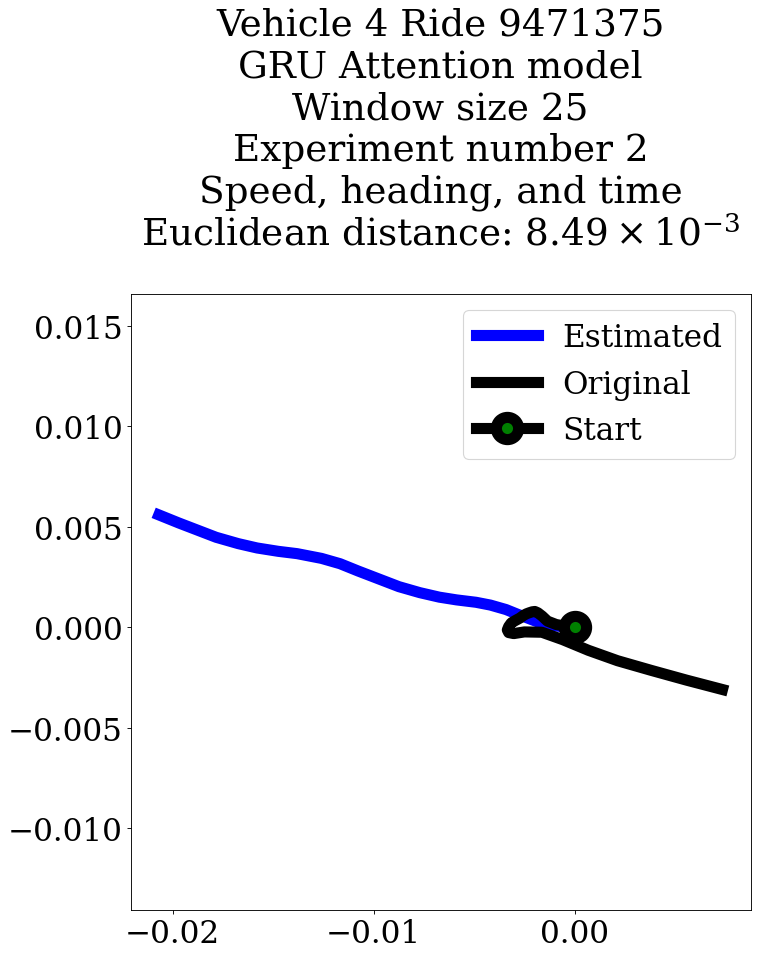 Vehicle 4 Ride 9471375
GRU Attention model
Window size 25
Experiment number 2
Speed, heading, and time
Euclidean distance: 8.49 × 10⁻³
Estimated
Original
Start
0.015
0.010
0.005
0.000
−0.005
−0.010
−0.02 −0.01 0.00